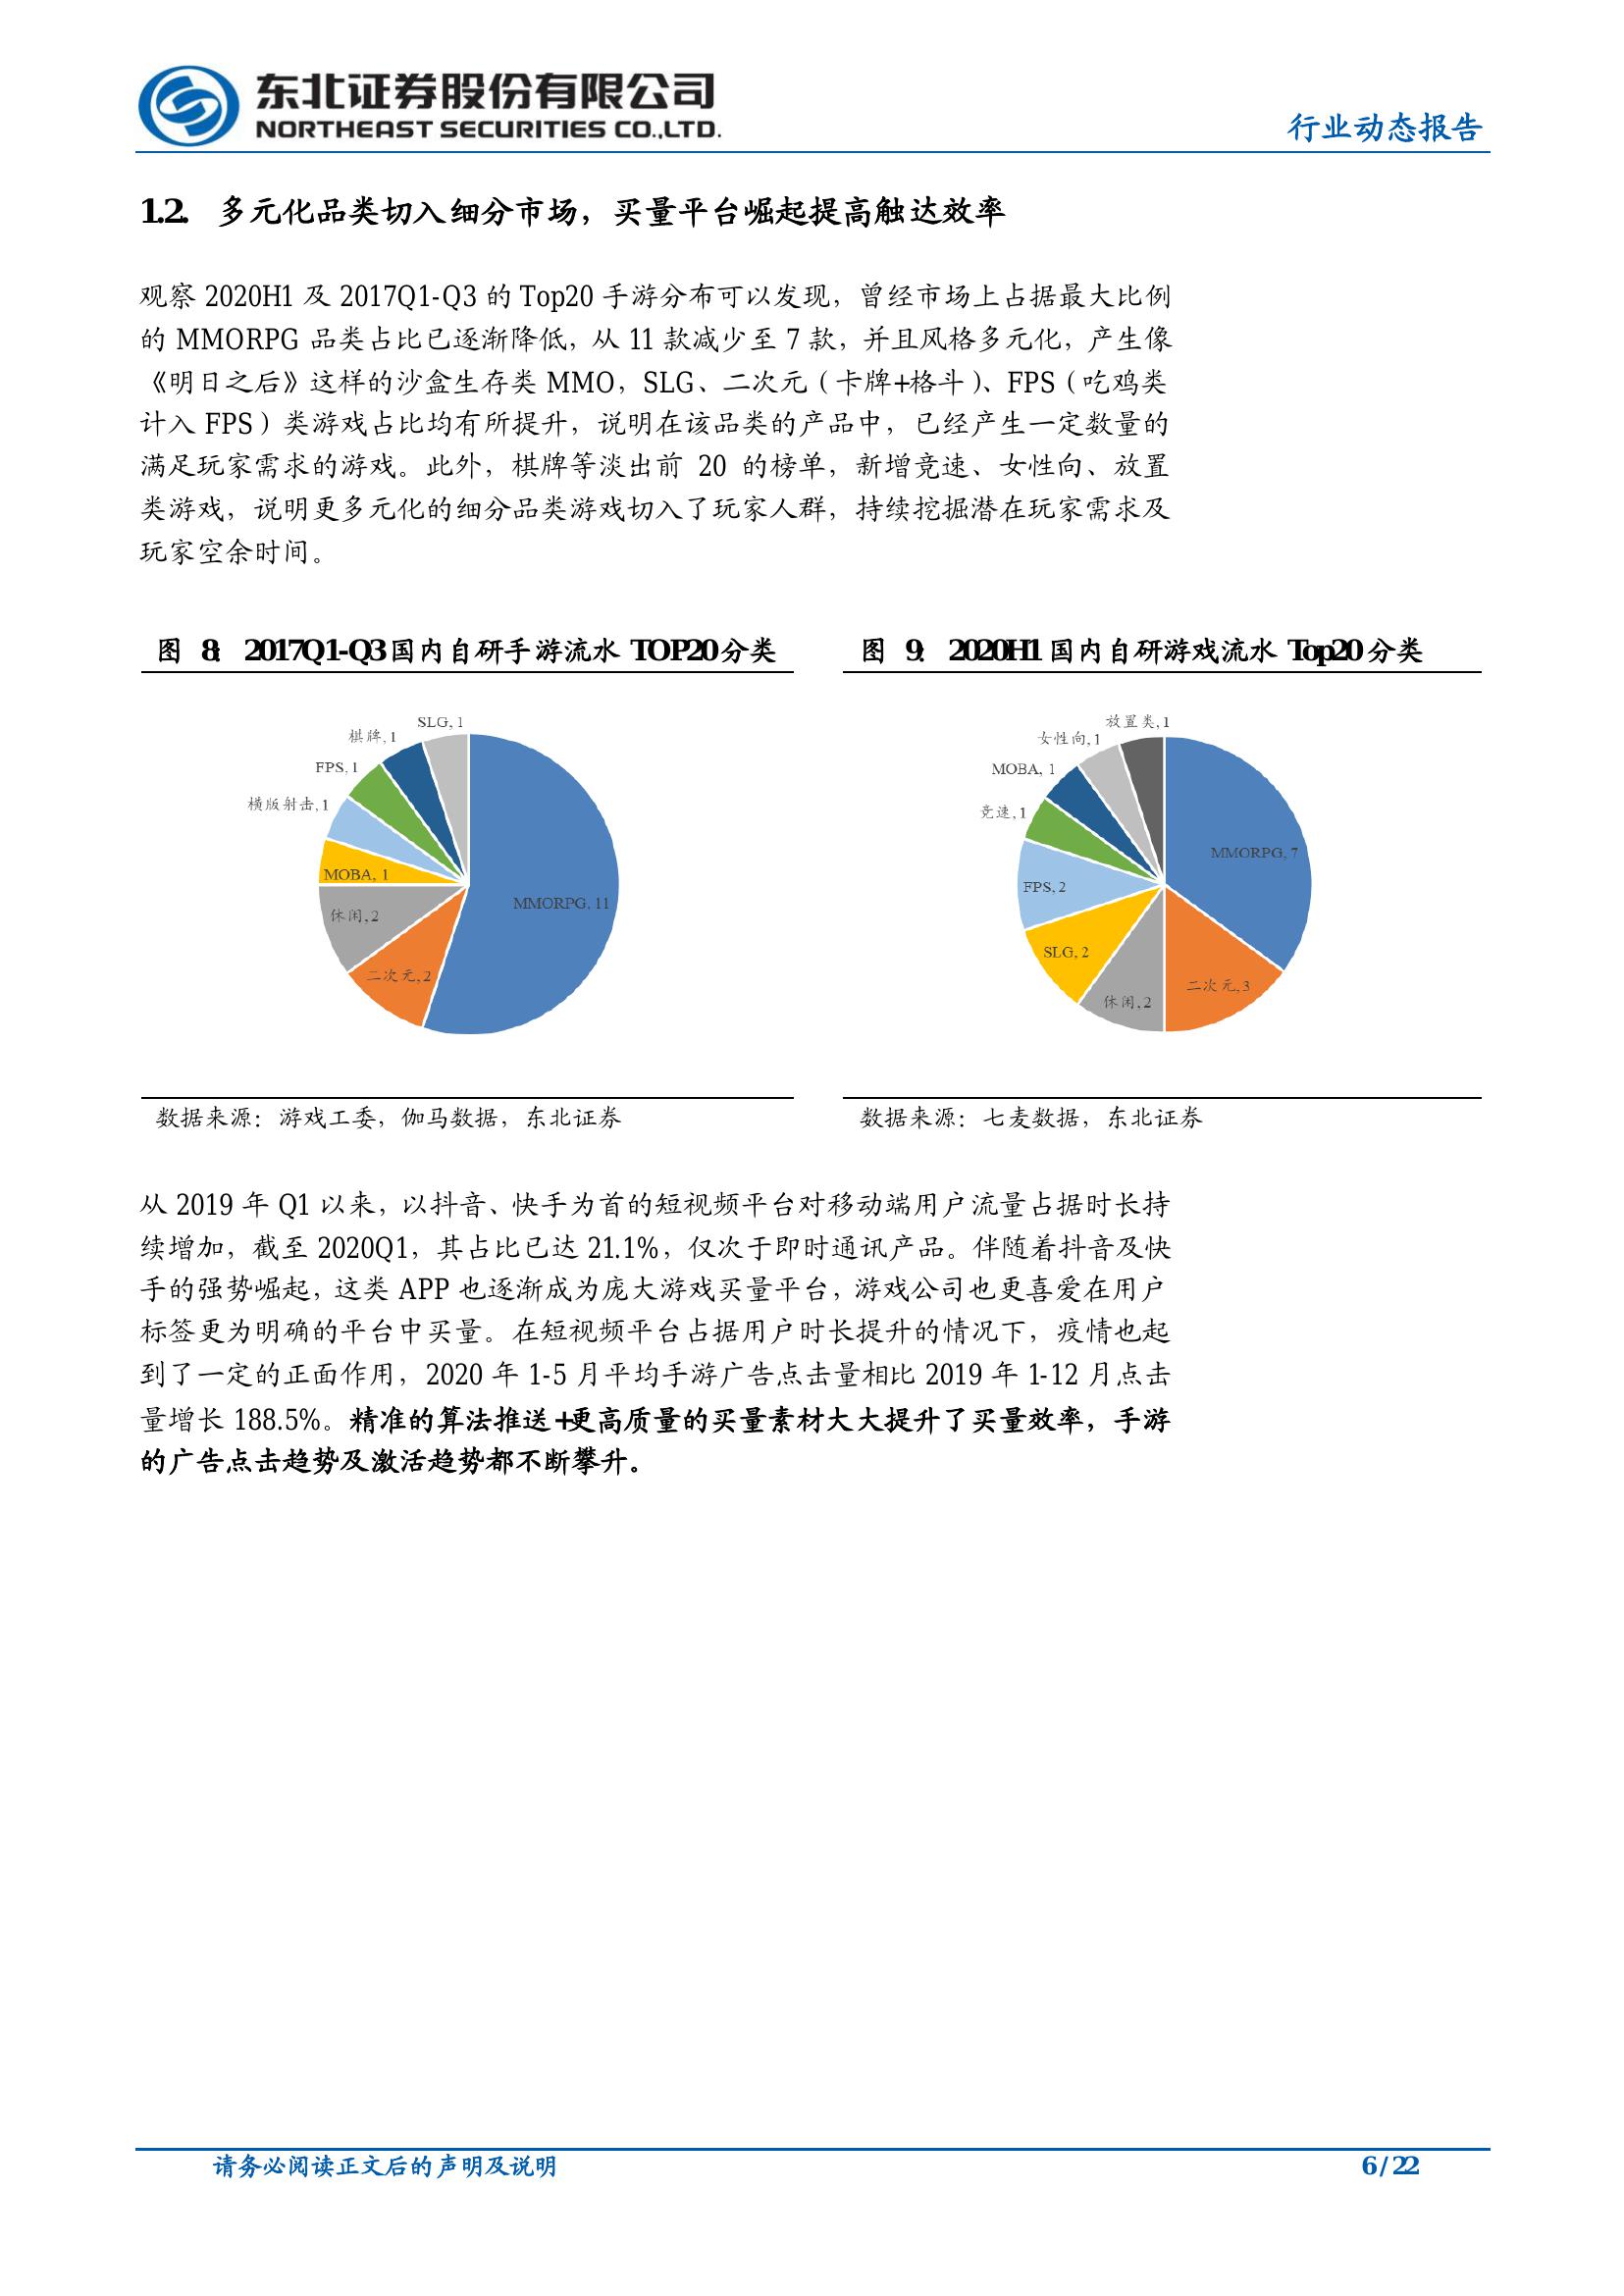 东北证券股份有限公司
NORTHEAST SECURITIES CO.,LTD.
行业动态报告
1.2. 多元化品类切入细分市场，买量平台崛起提高触达效率
观察 2020H1 及 2017Q1-Q3 的 Top20 手游分布可以发现，曾经市场上占据最大比例
的 MMORPG 品类占比已逐渐降低，从 11 款减少至 7 款，并且风格多元化，产生像
《明日之后》这样的沙盒生存类 MMO，SLG、二次元（卡牌+格斗）、FPS（吃鸡类
计入 FPS）类游戏占比均有所提升，说明在该品类的产品中，已经产生一定数量的
满足玩家需求的游戏。此外，棋牌等淡出前 20 的榜单，新增竞速、女性向、放置
类游戏，说明更多元化的细分品类游戏切入了玩家人群，持续挖掘潜在玩家需求及
玩家空余时间。
图 8：2017Q1-Q3 国内自研手游流水 TOP20 分类
SLG, 1
棋牌, 1
FPS, 1
横版射击, 1
MOBA, 1
休闲, 2
二次元, 2
MMORPG, 11
数据来源：游戏工委，伽马数据，东北证券
图 9：2020H1 国内自研游戏流水 Top20 分类
放置类, 1
女性向, 1
MOBA, 1
竞速, 1
FPS, 2
SLG, 2
休闲, 2
二次元, 3
MMORPG, 7
数据来源：七麦数据，东北证券
从 2019 年 Q1 以来，以抖音、快手为首的短视频平台对移动端用户流量占据时长持
续增加，截至 2020Q1，其占比已达 21.1%，仅次于即时通讯产品。伴随着抖音及快
手的强势崛起，这类 APP 也逐渐成为庞大游戏买量平台，游戏公司也更喜爱在用户
标签更为明确的平台中买量。在短视频平台占据用户时长提升的情况下，疫情也起
到了一定的正面作用，2020 年 1-5 月平均手游广告点击量相比 2019 年 1-12 月点击
量增长 188.5%。精准的算法推送+更高质量的买量素材大大提升了买量效率，手游
的广告点击趋势及激活趋势都不断攀升。
请务必阅读正文后的声明及说明
6 / 22